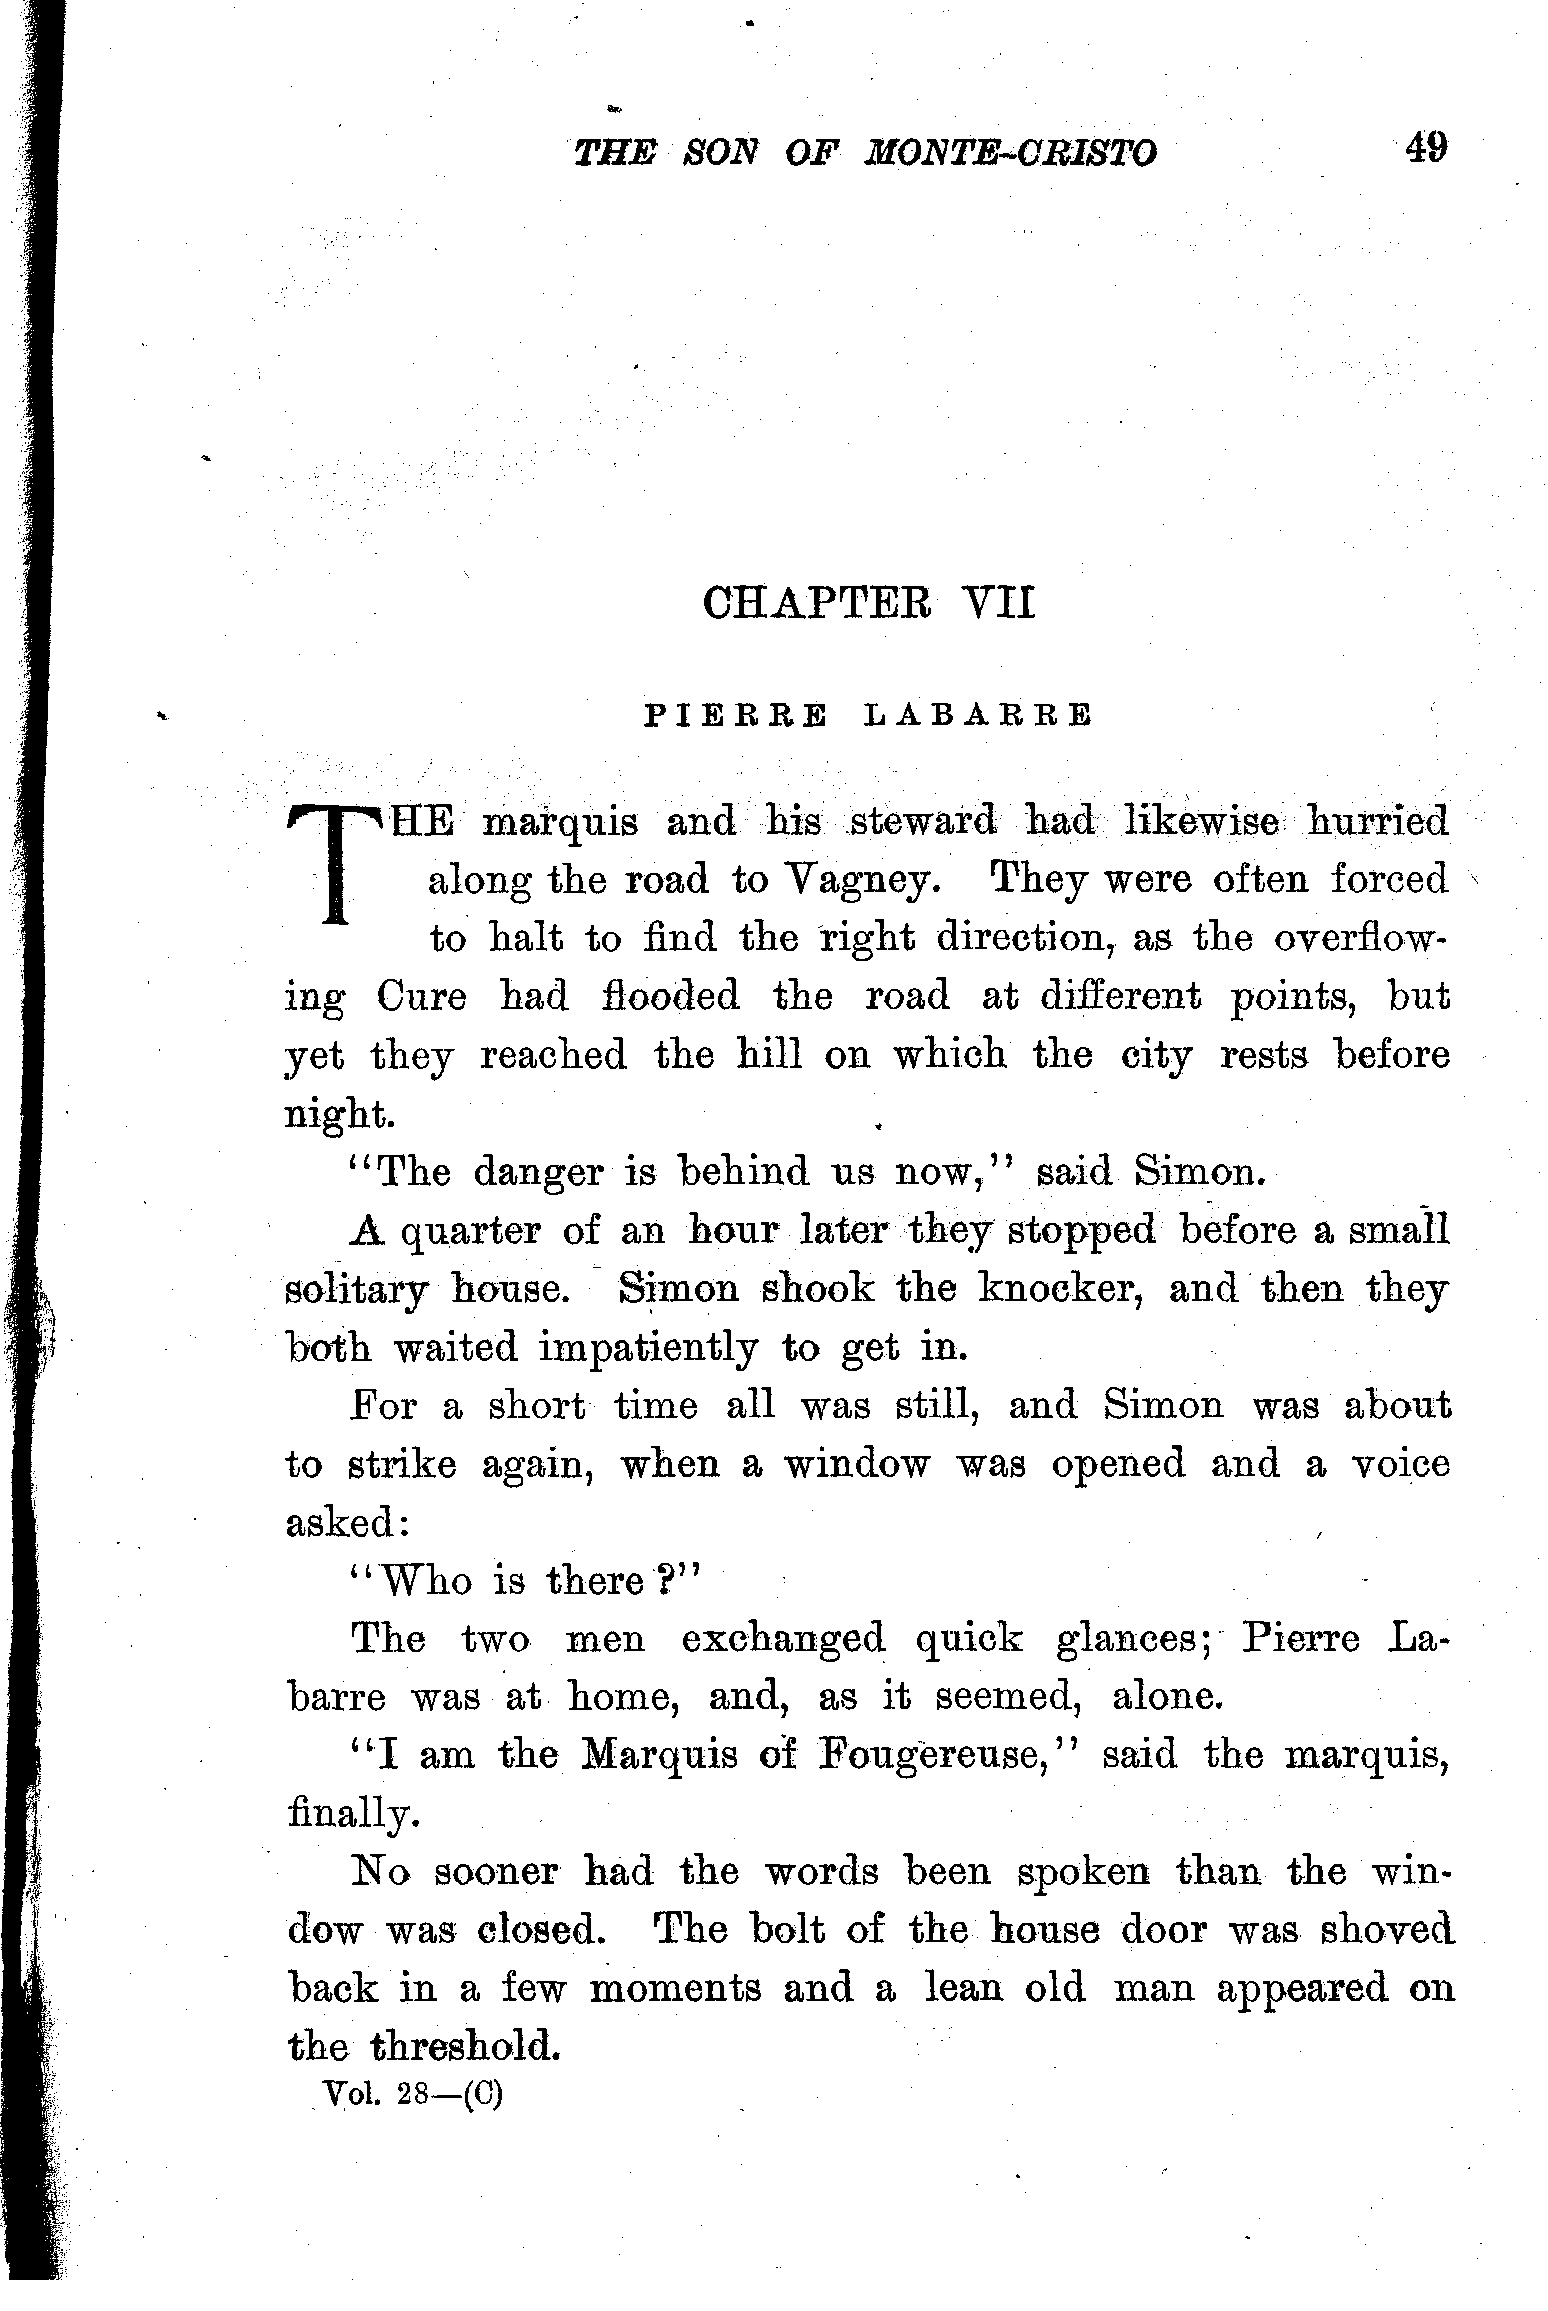 THE SON OF MONTE-CRISTO 49
CHAPTER VII
PIERRE LABARRE
THE marquis and his steward had likewise hurried
along the road to Vagney. They were often forced
to halt to find the right direction, as the overflow-
ing Cure had flooded the road at different points, but
yet they reached the hill on which the city rests before
night.
"The danger is behind us now," said Simon.
A quarter of an hour later they stopped before a small
solitary house. Simon shook the knocker, and then they
both waited impatiently to get in.
For a short time all was still, and Simon was about
to strike again, when a window was opened and a voice
asked:
"Who is there?"
The two men exchanged quick glances; Pierre La-
barre was at home, and, as it seemed, alone.
"I am the Marquis of Fougereuse," said the marquis,
finally.
No sooner had the words been spoken than the win-
dow was closed. The bolt of the house door was shoved
back in a few moments and a lean old man appeared on
the threshold.
Vol. 28—(C)